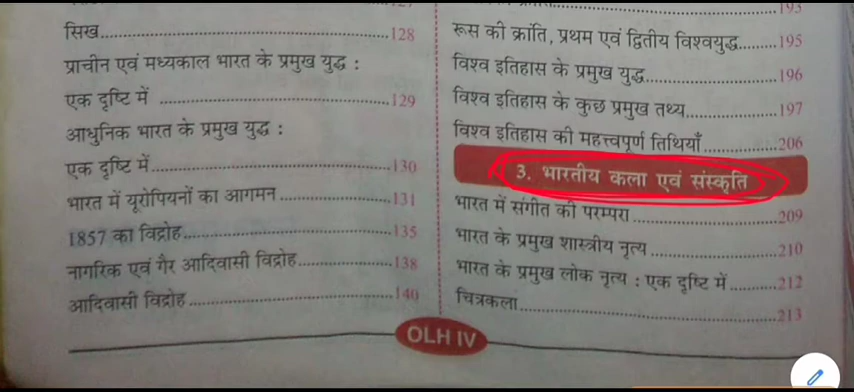 सिख 128
प्राचीन एवं मध्यकाल भारत के प्रमुख युद्ध :
एक दृष्टि में 129
आधुनिक भारत के प्रमुख युद्ध :
एक दृष्टि में 130
भारत में यूरोपियनों का आगमन 131
1857 का विद्रोह 135
नागरिक एवं गैर आदिवासी विद्रोह 138
आदिवासी विद्रोह 140
193
रूस की क्रांति, प्रथम एवं द्वितीय विश्वयुद्ध 195
विश्व इतिहास के प्रमुख युद्ध 196
विश्व इतिहास के कुछ प्रमुख तथ्य 197
विश्व इतिहास की महत्त्वपूर्ण तिथियाँ 206
3. भारतीय कला एवं संस्कृति
भारत में संगीत की परम्परा 209
भारत के प्रमुख शास्त्रीय नृत्य 210
भारत के प्रमुख लोक नृत्य : एक दृष्टि में 212
चित्रकला 213
OLH IV